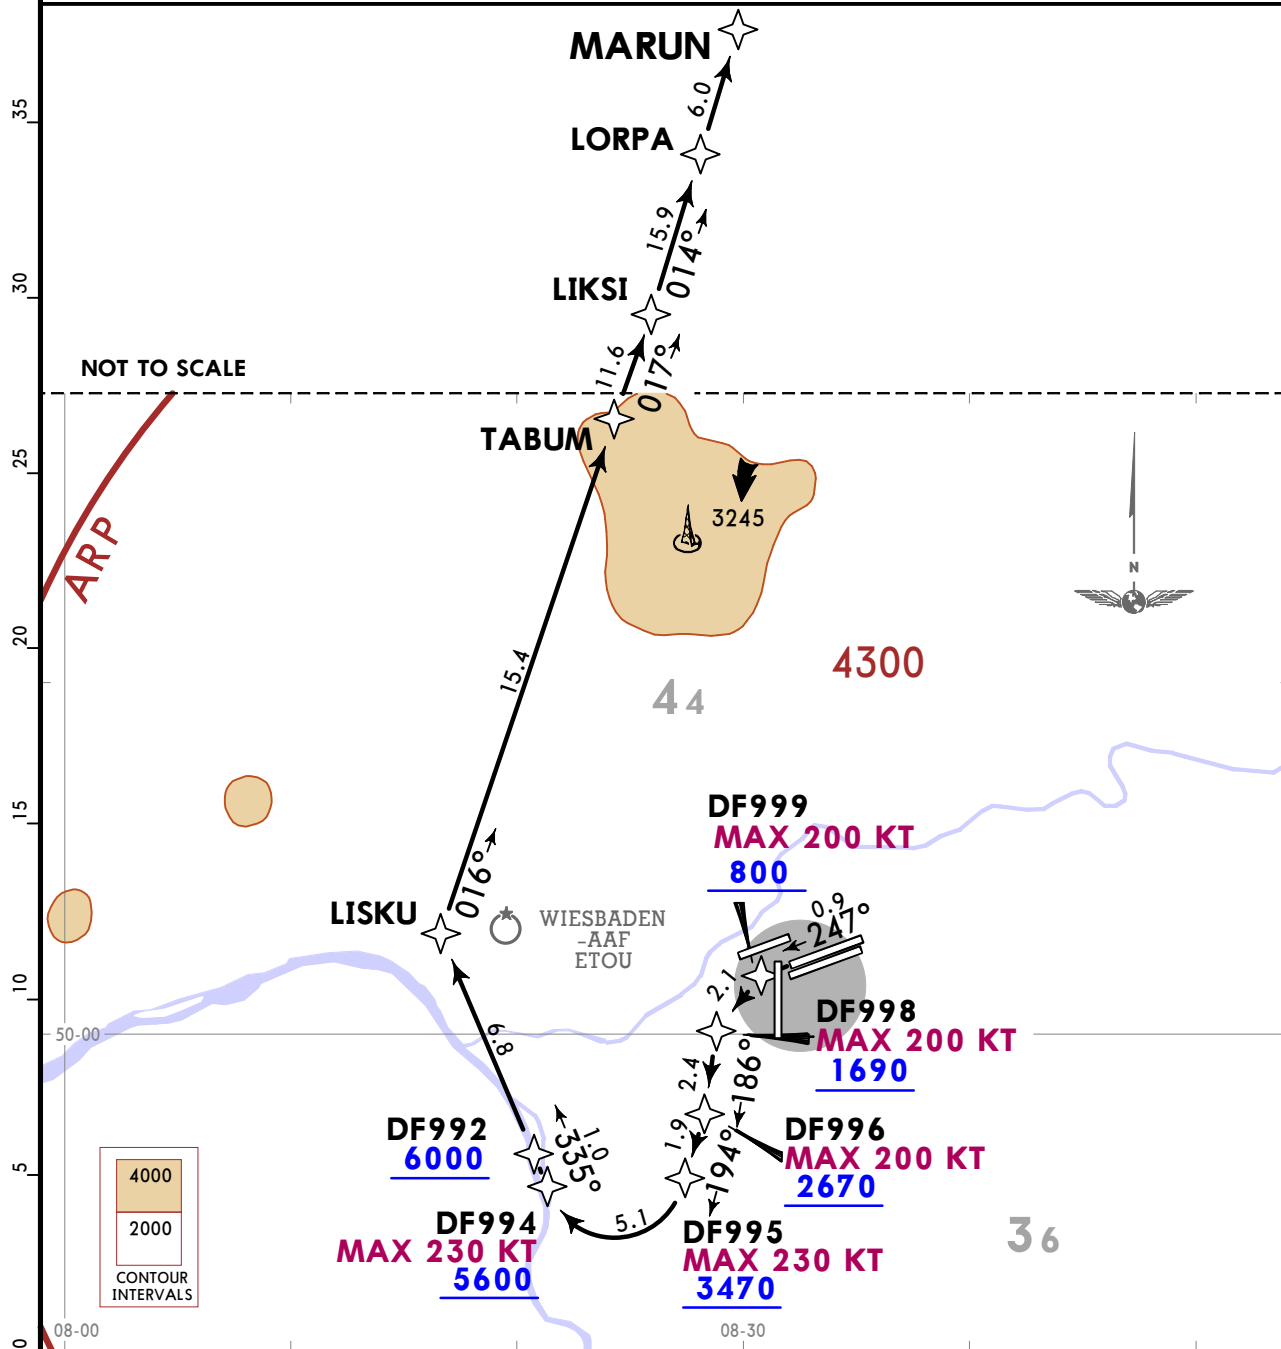 MARUN
6.0
35
LORPA
15.9
014°
30
LIKSI
11.6
017°
NOT TO SCALE
TABUM
25
3245
ARP
N
20
15.4
4300
44
15
DF999
MAX 200 KT
800
016°
0.9
247°
LISKU
WIESBADEN
-AAF
ETOU
10
2.1
DF998
MAX 200 KT
1690
50-00
6.8
2.4
186°
DF996
MAX 200 KT
2670
1.9
194°
DF992
6000
1.0
335°
5
4000
2000
CONTOUR
INTERVALS
DF994
MAX 230 KT
5600
5.1
DF995
MAX 230 KT
3470
36
08-00
08-30
0